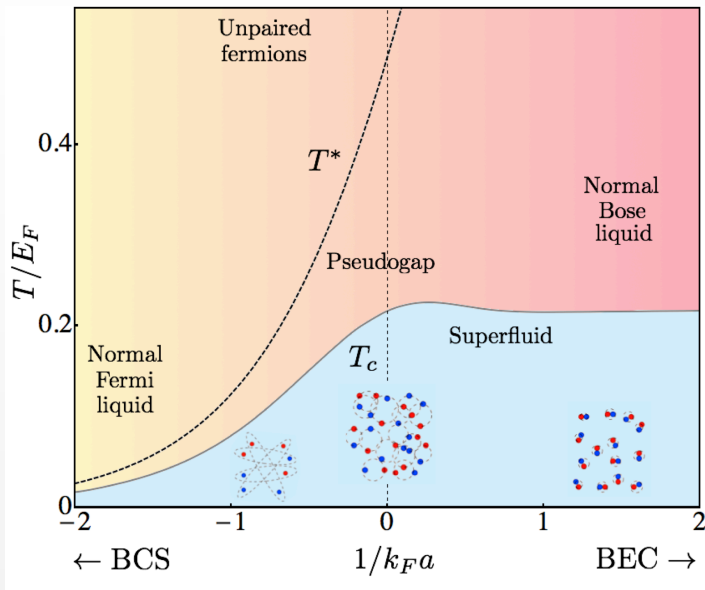 Unpaired
fermions
0.4
T*
Normal
Bose
liquid
T/E_F
Pseudogap
0.2
Superfluid
Normal
Fermi
liquid
T_c
0
−2 −1 0 1 2
← BCS 1/k_F a BEC →